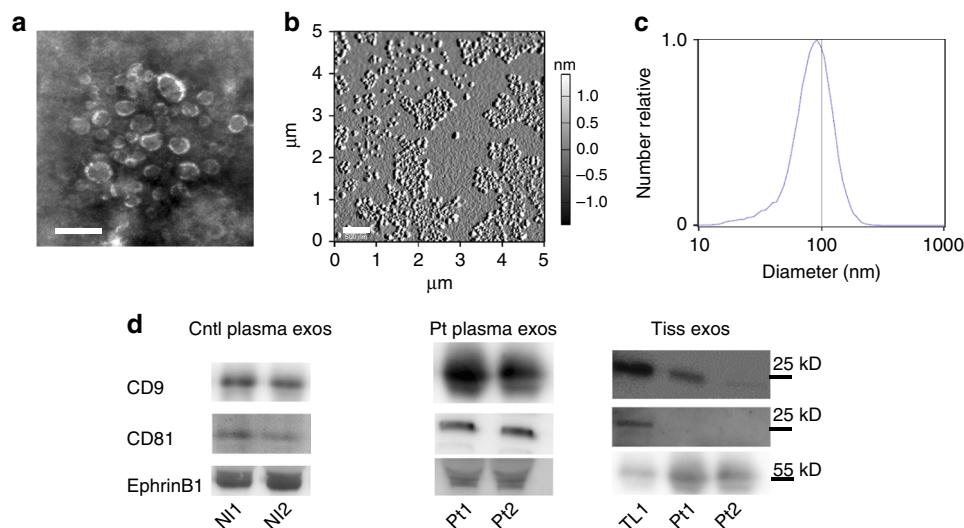 a
b
c
5
4
3
2
1
0
μm
0 1 2 3 4 5
μm
500 nm
nm
1.0
0.5
0.0
−0.5
−1.0
1.0
Number relative
0
10 100 1000
Diameter (nm)
d
Cntl plasma exos Pt plasma exos Tiss exos
CD9 25 kD
CD81 25 kD
EphrinB1 55 kD
Nl1 Nl2 Pt1 Pt2 TL1 Pt1 Pt2